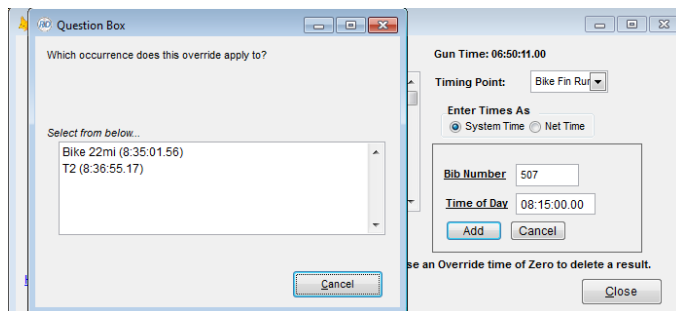 Question Box
Which occurrence does this override apply to?
Select from below...
Bike 22mi (8:35:01.56)
T2 (8:36:55.17)
Cancel
Gun Time: 06:50:11.00
Timing Point:
Bike Fin Rur
Enter Times As
System Time
Net Time
Bib Number
507
Time of Day
08:15:00.00
Add
Cancel
se an Override time of Zero to delete a result.
Close